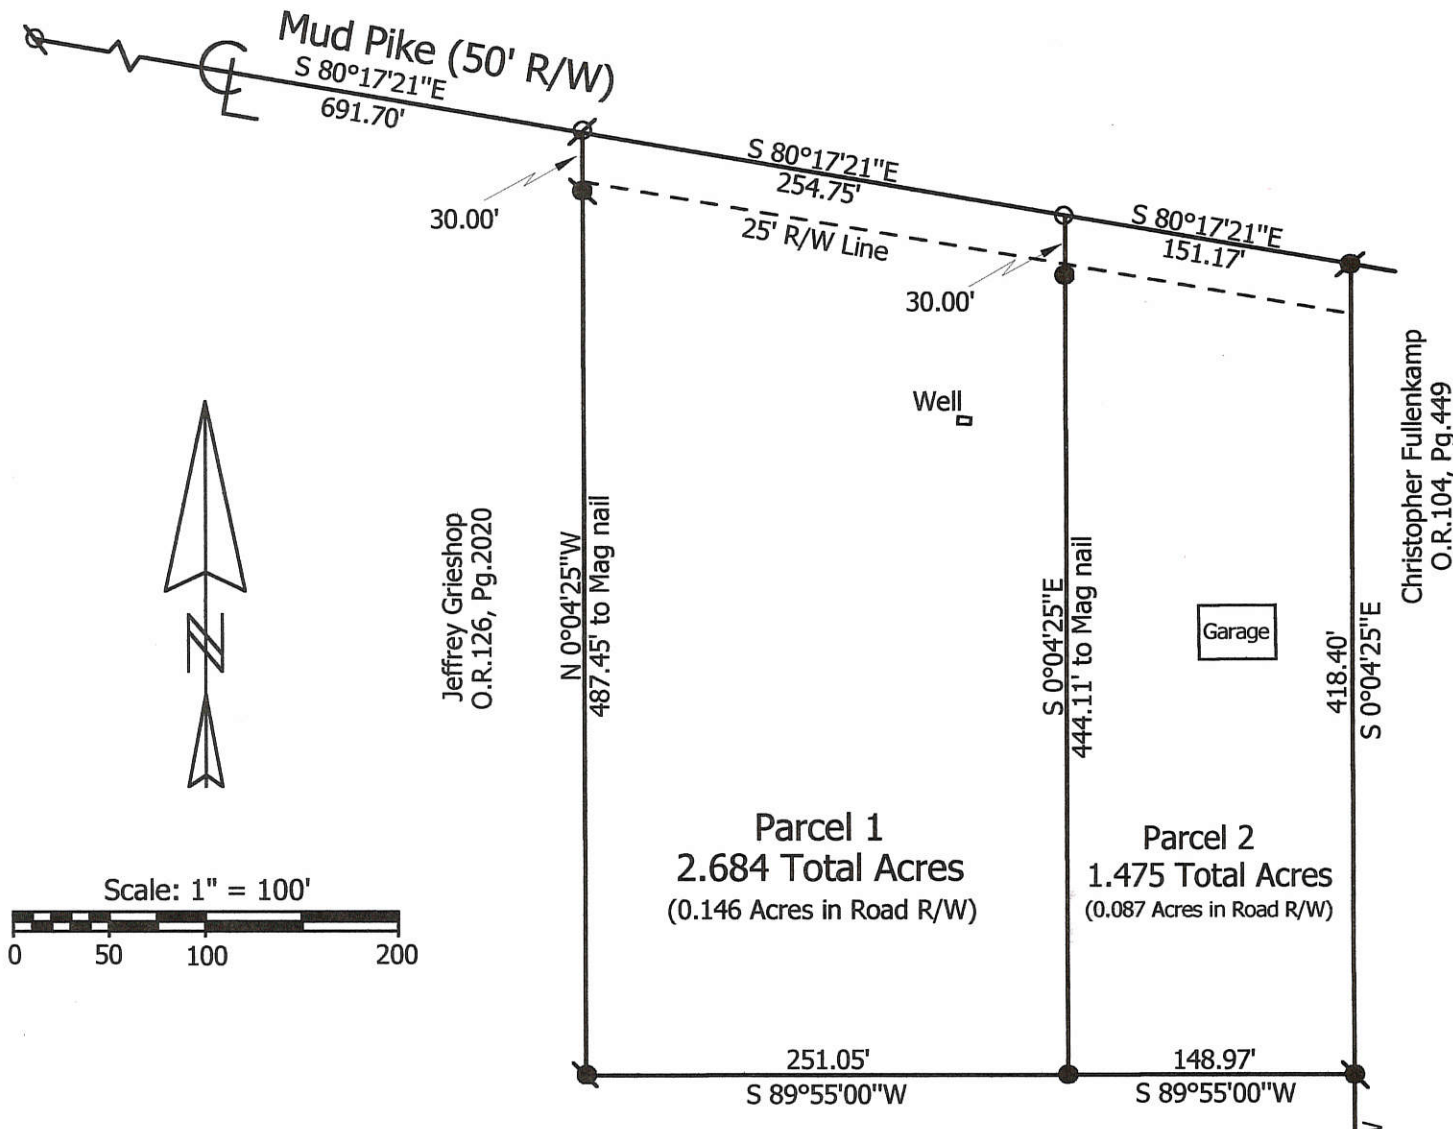 Mud Pike (50' R/W)
S 80°17'21"E
691.70'
S 80°17'21"E
254.75'
25' R/W Line
S 80°17'21"E
151.17'
30.00'
30.00'
Well
Christopher Fullenkamp
O.R.104, Pg.449
Jeffrey Grieshop
O.R.126, Pg.2020
N 0°04'25"W
487.45' to Mag nail
S 0°04'25"E
444.11' to Mag nail
Garage
418.40'
S 0°04'25"E
N
Parcel 1
2.684 Total Acres
(0.146 Acres in Road R/W)
Parcel 2
1.475 Total Acres
(0.087 Acres in Road R/W)
Scale: 1" = 100'
0 50 100 200
251.05'
S 89°55'00"W
148.97'
S 89°55'00"W